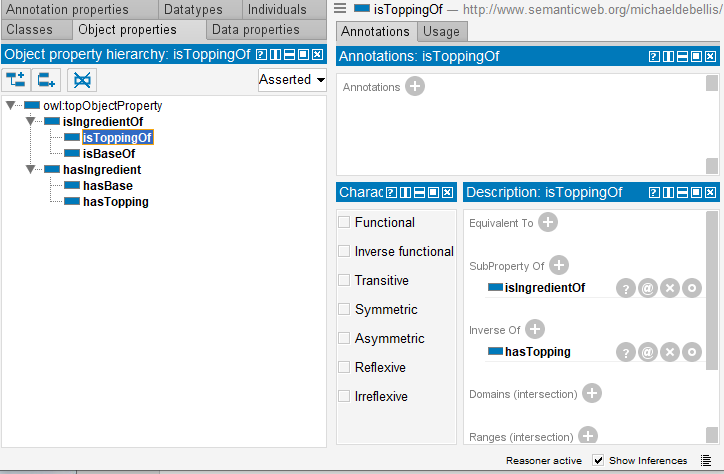 Annotation properties Datatypes Individuals
Classes Object properties Data properties
Object property hierarchy: isToppingOf
Asserted
owl:topObjectProperty
isIngredientOf
isToppingOf
isBaseOf
hasIngredient
hasBase
hasTopping
isToppingOf — http://www.semanticweb.org/michaeldebellis/
Annotations Usage
Annotations: isToppingOf
Annotations
Charac
Functional
Inverse functional
Transitive
Symmetric
Asymmetric
Reflexive
Irreflexive
Description: isToppingOf
Equivalent To
SubProperty Of
isIngredientOf
Inverse Of
hasTopping
Domains (intersection)
Ranges (intersection)
Reasoner active Show Inferences